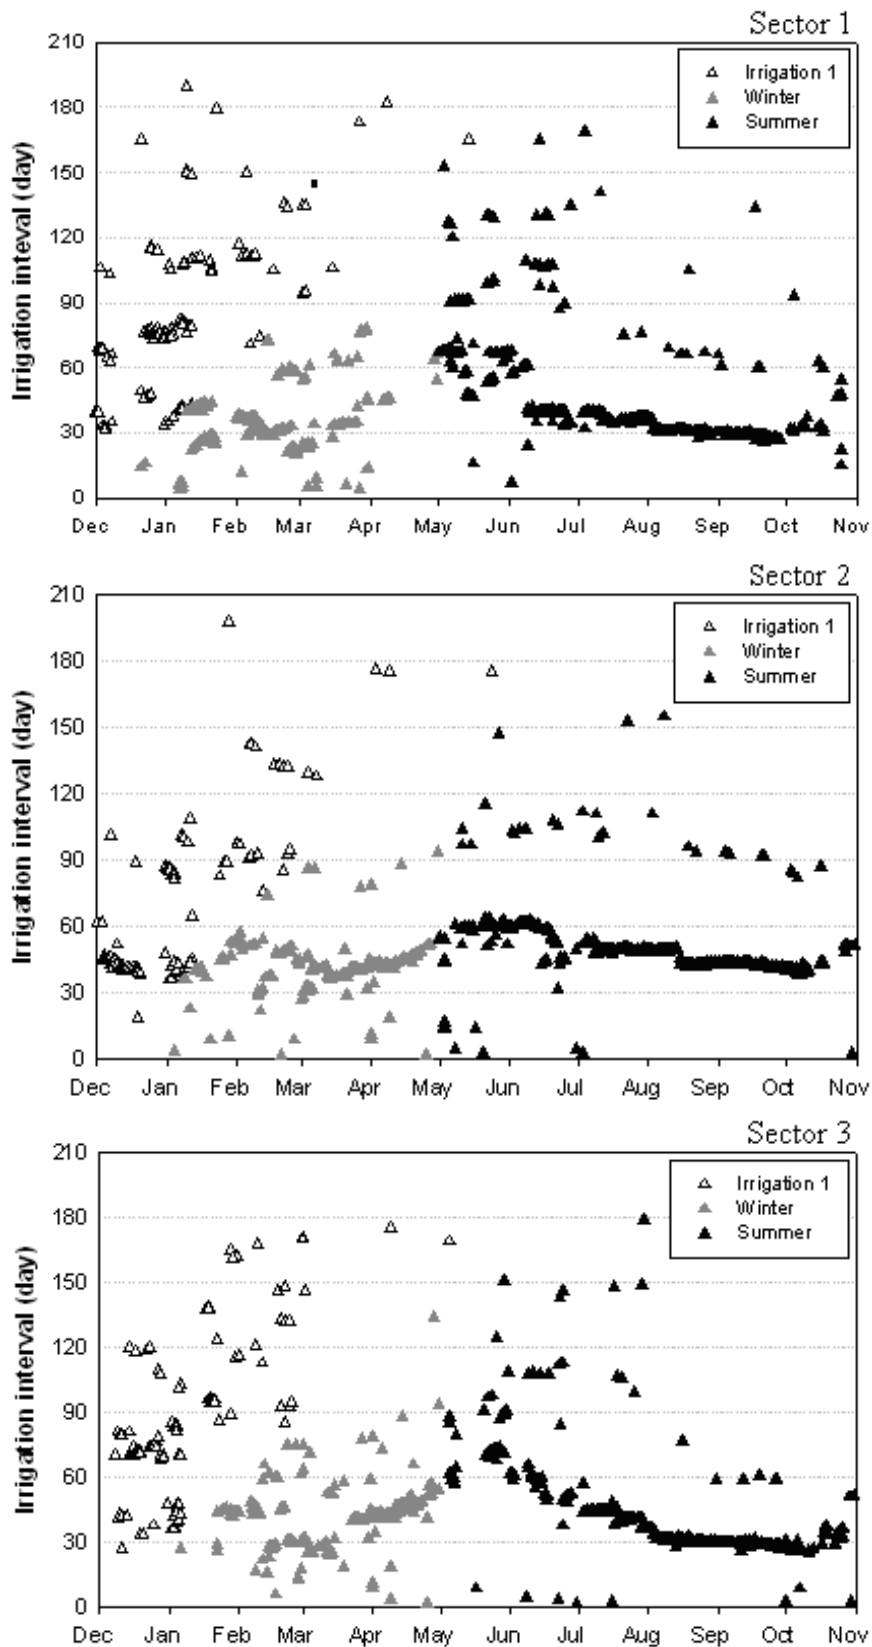 Sector 1
210
180
150
120
90
60
30
0
Irrigation inteval (day)
Irrigation 1
Winter
Summer
Dec Jan Feb Mar Apr May Jun Jul Aug Sep Oct Nov
Sector 2
210
180
150
120
90
60
30
0
Irrigation interval (day)
Irrigation 1
Winter
Summer
Dec Jan Feb Mar Apr May Jun Jul Aug Sep Oct Nov
Sector 3
210
180
150
120
90
60
30
0
Irrigation interval (day)
Irrigation 1
Winter
Summer
Dec Jan Feb Mar Apr May Jun Jul Aug Sep Oct Nov